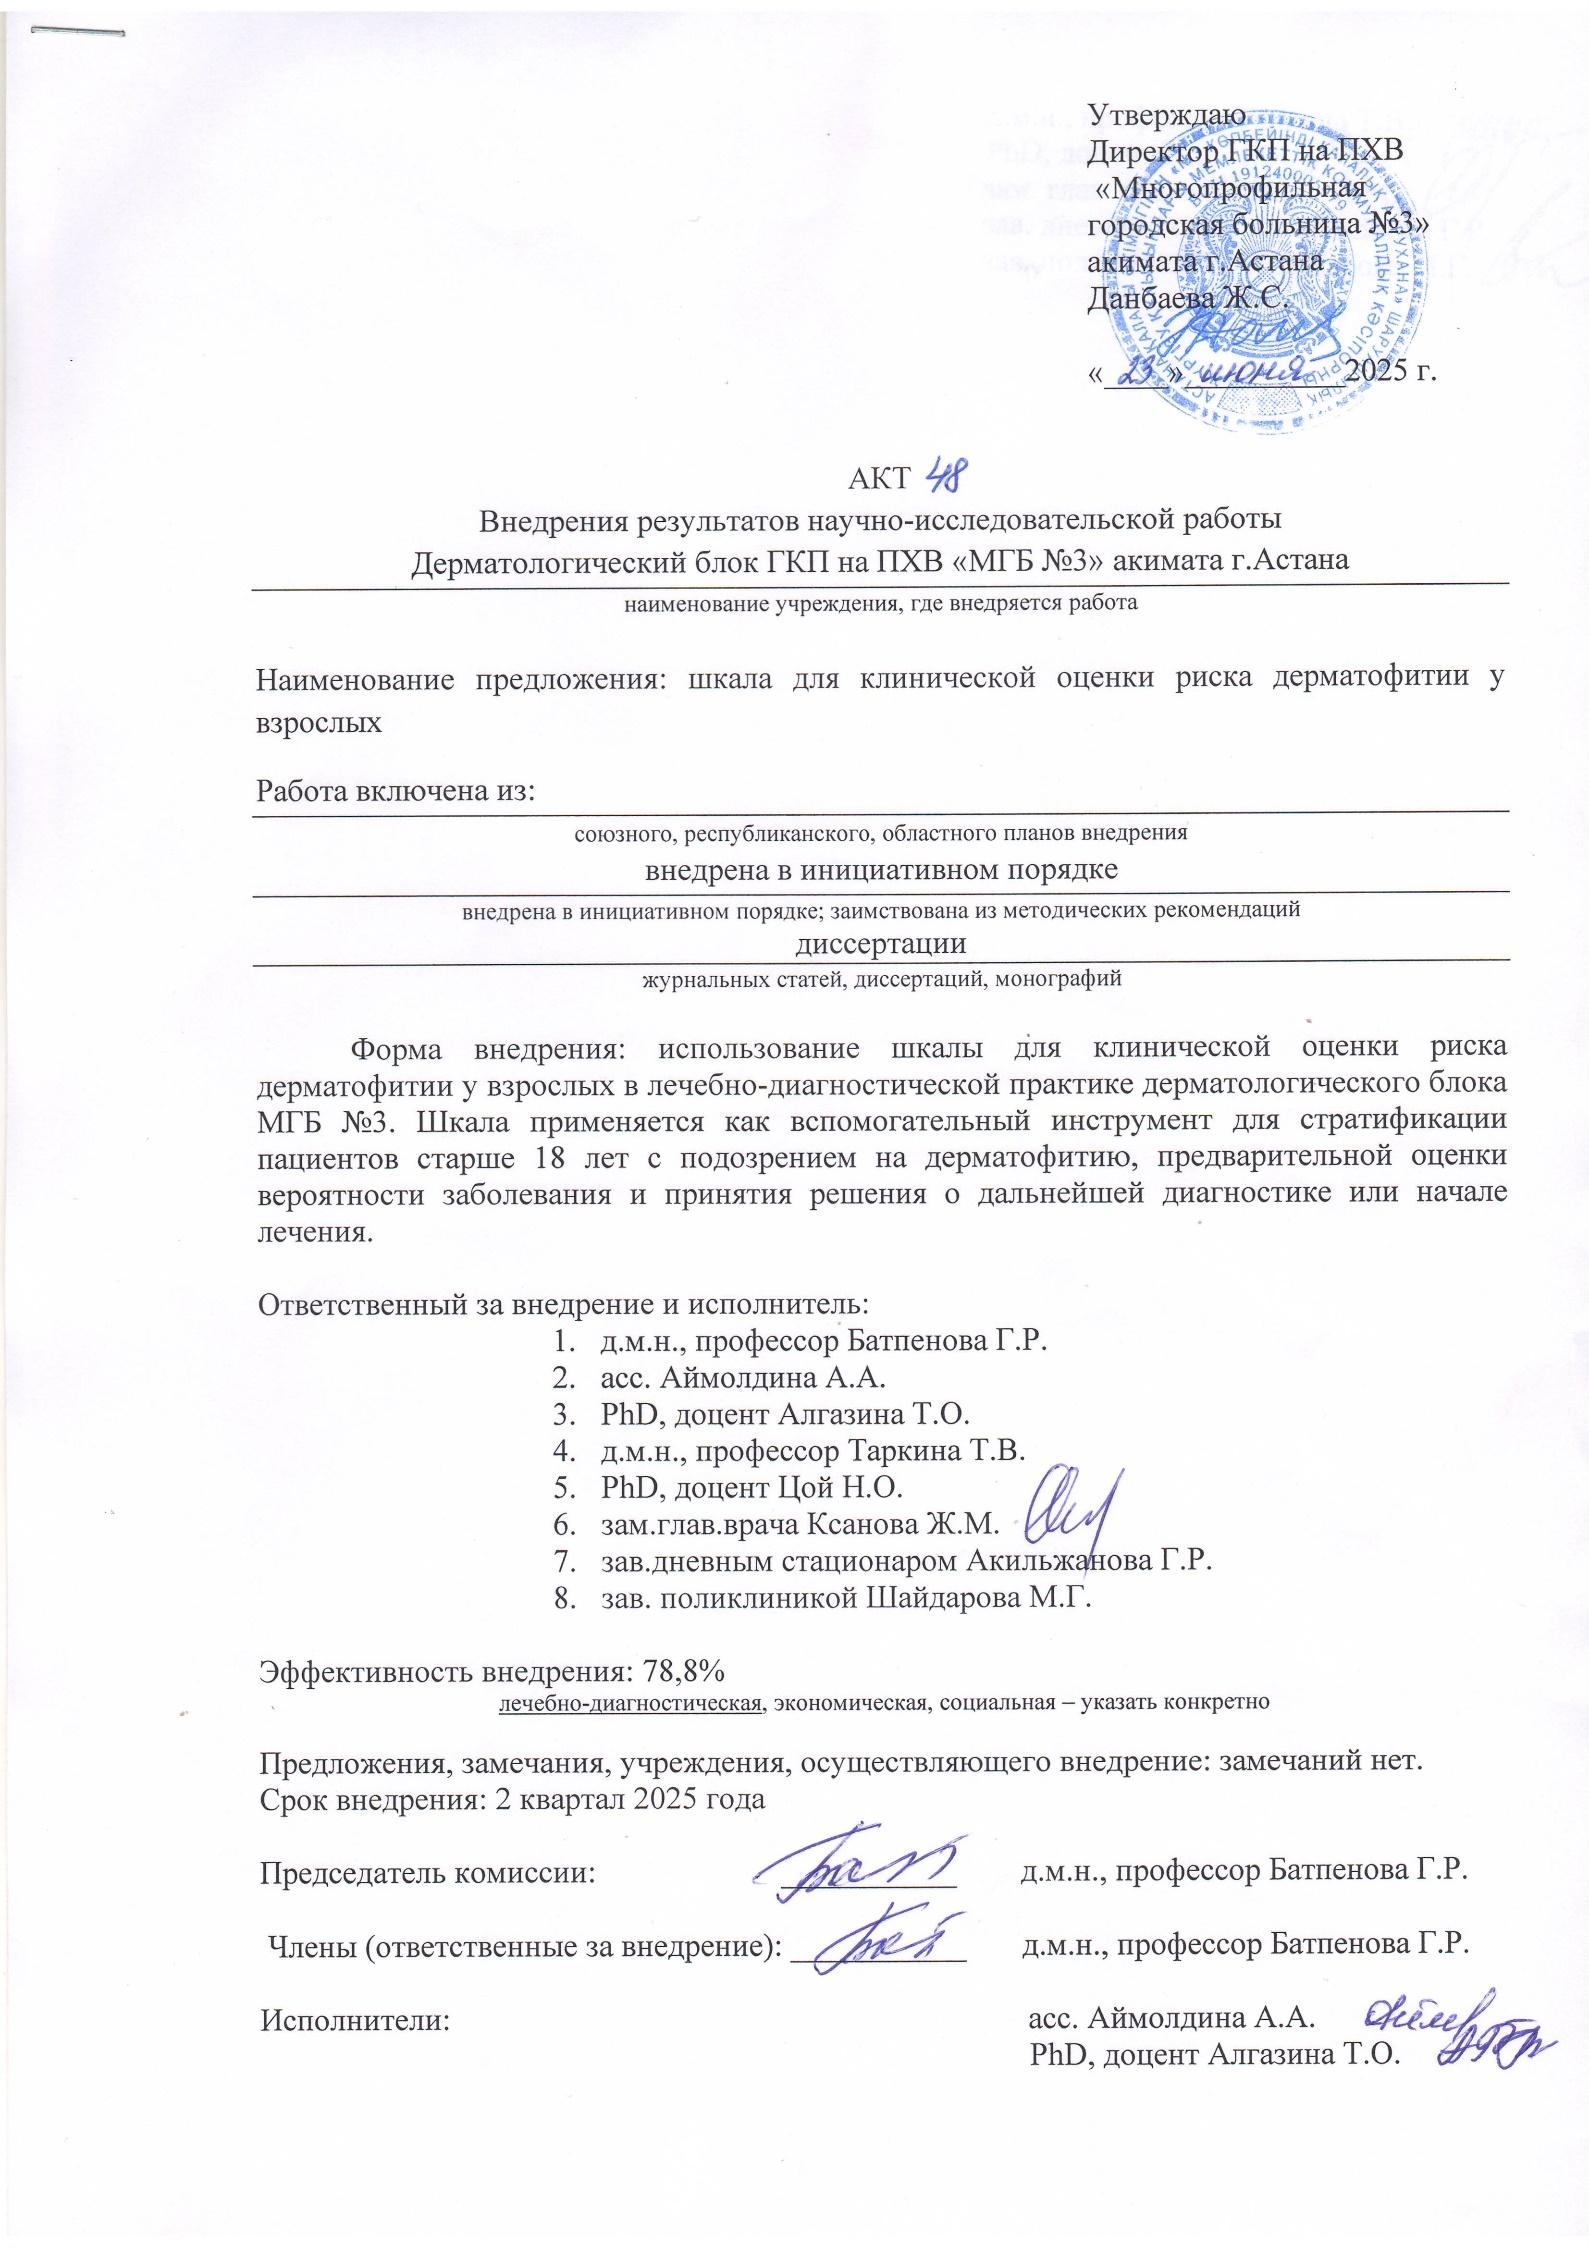 Утверждаю
Директор ГКП на ПХВ
«Многопрофильная
городская больница №3»
акимата г.Астана
Данбаева Ж.С.
« 23 » июня 2025 г.
АКТ 48
Внедрения результатов научно-исследовательской работы
Дерматологический блок ГКП на ПХВ «МГБ №3» акимата г.Астана
наименование учреждения, где внедряется работа
Наименование предложения: шкала для клинической оценки риска дерматофитии у
взрослых
Работа включена из:
союзного, республиканского, областного планов внедрения
внедрена в инициативном порядке
внедрена в инициативном порядке; заимствована из методических рекомендаций
диссертации
журнальных статей, диссертаций, монографий
Форма внедрения: использование шкалы для клинической оценки риска
дерматофитии у взрослых в лечебно-диагностической практике дерматологического блока
МГБ №3. Шкала применяется как вспомогательный инструмент для стратификации
пациентов старше 18 лет с подозрением на дерматофитию, предварительной оценки
вероятности заболевания и принятия решения о дальнейшей диагностике или начале
лечения.
Ответственный за внедрение и исполнитель:
1. д.м.н., профессор Батпенова Г.Р.
2. асс. Аймолдина А.А.
3. PhD, доцент Алгазина Т.О.
4. д.м.н., профессор Таркина Т.В.
5. PhD, доцент Цой Н.О.
6. зам.глав.врача Ксанова Ж.М.
7. зав.дневным стационаром Акильжанова Г.Р.
8. зав. поликлиникой Шайдарова М.Г.
Эффективность внедрения: 78,8%
лечебно-диагностическая, экономическая, социальная – указать конкретно
Предложения, замечания, учреждения, осуществляющего внедрение: замечаний нет.
Срок внедрения: 2 квартал 2025 года
Председатель комиссии: д.м.н., профессор Батпенова Г.Р.
Члены (ответственные за внедрение): д.м.н., профессор Батпенова Г.Р.
Исполнители: асс. Аймолдина А.А.
PhD, доцент Алгазина Т.О.